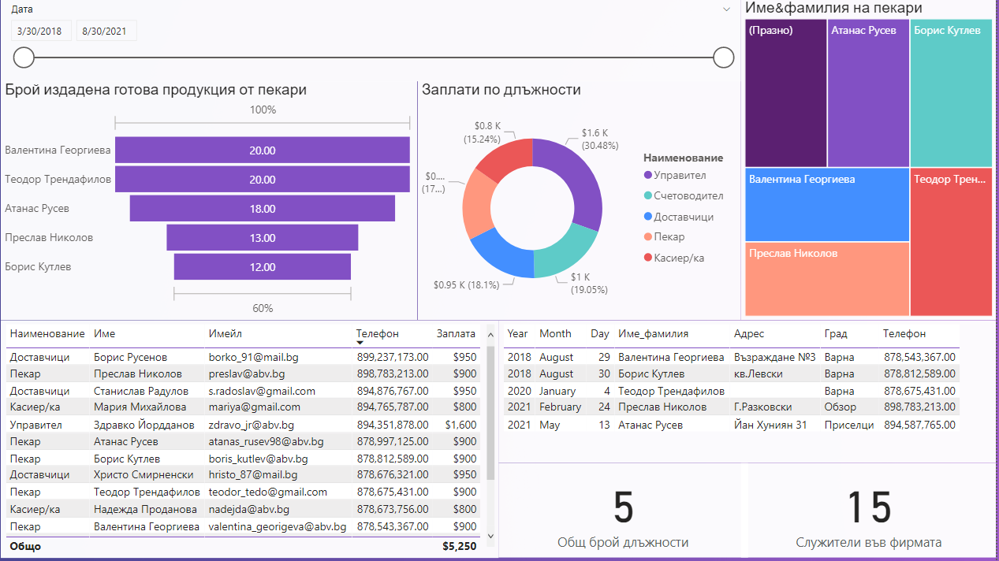 Дата
3/30/2018 8/30/2021
Брой издадена готова продукция от пекари
100%
Валентина Георгиева 20.00
Теодор Трендафилов 20.00
Атанас Русев 18.00
Преслав Николов 13.00
Борис Кутлев 12.00
60%
Заплати по длъжности
$0.8 K
(15.24%)
$1.6 K
(30.48%)
$0....
(17...)
$0.95 K (18.1%)
$1 K
(19.05%)
Наименование
Управител
Счетоводител
Доставчици
Пекар
Касиер/ка
Име&фамилия на пекари
(Празно) Атанас Русев Борис Кутлев
Валентина Георгиева Теодор Трен...
Преслав Николов
Наименование Име Имейл Телефон Заплата
Доставчици Борис Русенов borko_91@mail.bg 899,237,173.00 $950
Пекар Преслав Николов preslav@abv.bg 898,783,213.00 $900
Доставчици Станислав Радулов s.radoslav@gmail.com 894,876,767.00 $950
Касиер/ка Мария Михайлова mariya@gmail.com 894,765,787.00 $800
Управител Здравко Йордданов zdravo_jr@abv.bg 894,351,878.00 $1,600
Пекар Атанас Русев atanas_rusev98@abv.bg 878,997,125.00 $900
Пекар Борис Кутлев boris_kutlev@abv.bg 878,812,589.00 $900
Доставчици Христо Смирненски hristo_87@mail.bg 878,676,321.00 $950
Пекар Теодор Трендафилов teodor_tedo@gmail.com 878,675,431.00 $900
Касиер/ка Надежда Проданова nadejda@abv.bg 878,673,756.00 $800
Пекар Валентина Георгиева valentina_georigeva@abv.bg 878,543,367.00 $900
Общо $5,250
Year Month Day Име_фамилия Адрес Град Телефон
2018 August 29 Валентина Георгиева Възраждане №3 Варна 878,543,367.00
2018 August 30 Борис Кутлев кв.Левски Варна 878,812,589.00
2020 January 4 Теодор Трендафилов Варна 878,675,431.00
2021 February 24 Преслав Николов Г.Разковски Обзор 898,783,213.00
2021 May 13 Атанас Русев Йан Хуниян 31 Приселци 894,587,765.00
5
Общ брой длъжности
15
Служители във фирмата